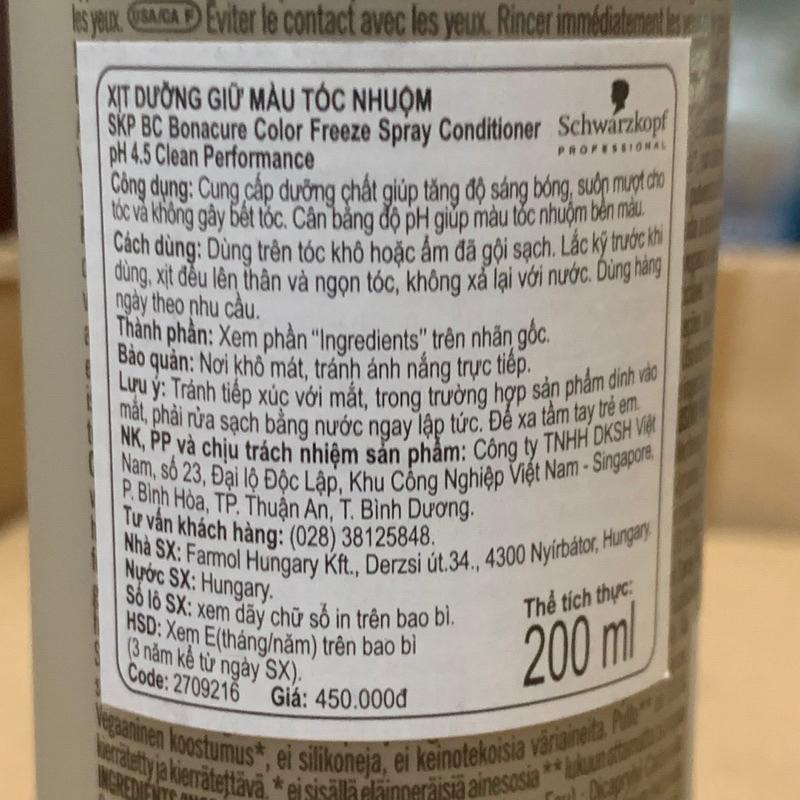 les yeux. USA/CA F Éviter le contact avec les yeux. Rincer immédiatement les
XỊT DƯỠNG GIỮ MÀU TÓC NHUỘM
SKP BC Bonacure Color Freeze Spray Conditioner
pH 4.5 Clean Performance
Schwarzkopf
PROFESSIONAL
Công dụng: Cung cấp dưỡng chất giúp tăng độ sáng bóng, suôn mượt cho
tóc và không gây bết tóc. Cân bằng độ pH giúp màu tóc nhuộm bền màu.
Cách dùng: Dùng trên tóc khô hoặc ẩm đã gội sạch. Lắc kỹ trước khi
dùng, xịt đều lên thân và ngọn tóc, không xả lại với nước. Dùng hàng
ngày theo nhu cầu.
Thành phần: Xem phần "Ingredients" trên nhãn gốc.
Bảo quản: Nơi khô mát, tránh ánh nắng trực tiếp.
Lưu ý: Tránh tiếp xúc với mắt, trong trường hợp sản phẩm dính vào
mắt, phải rửa sạch bằng nước ngay lập tức. Để xa tầm tay trẻ em.
NK, PP và chịu trách nhiệm sản phẩm: Công ty TNHH DKSH Việt
Nam, số 23, Đại lộ Độc Lập, Khu Công Nghiệp Việt Nam - Singapore,
P. Bình Hòa, TP. Thuận An, T. Bình Dương.
Tư vấn khách hàng: (028) 38125848.
Nhà SX: Farmol Hungary Kft., Derzsi út.34., 4300 Nyírbátor, Hungary.
Nước SX: Hungary.
Số lô SX: xem dãy chữ số in trên bao bì.
HSD: Xem E(tháng/năm) trên bao bì
(3 năm kể từ ngày SX).
Thể tích thực:
200 ml
Code: 2709216 Giá: 450.000đ
Vegaaninen koostumus*, ei silikoneja, ei keinotekoisia väriaineita.
kierrätetty ja kierrätettävä. * ei sisällä eläinperäisiä ainesosia **
INGREDIENTS